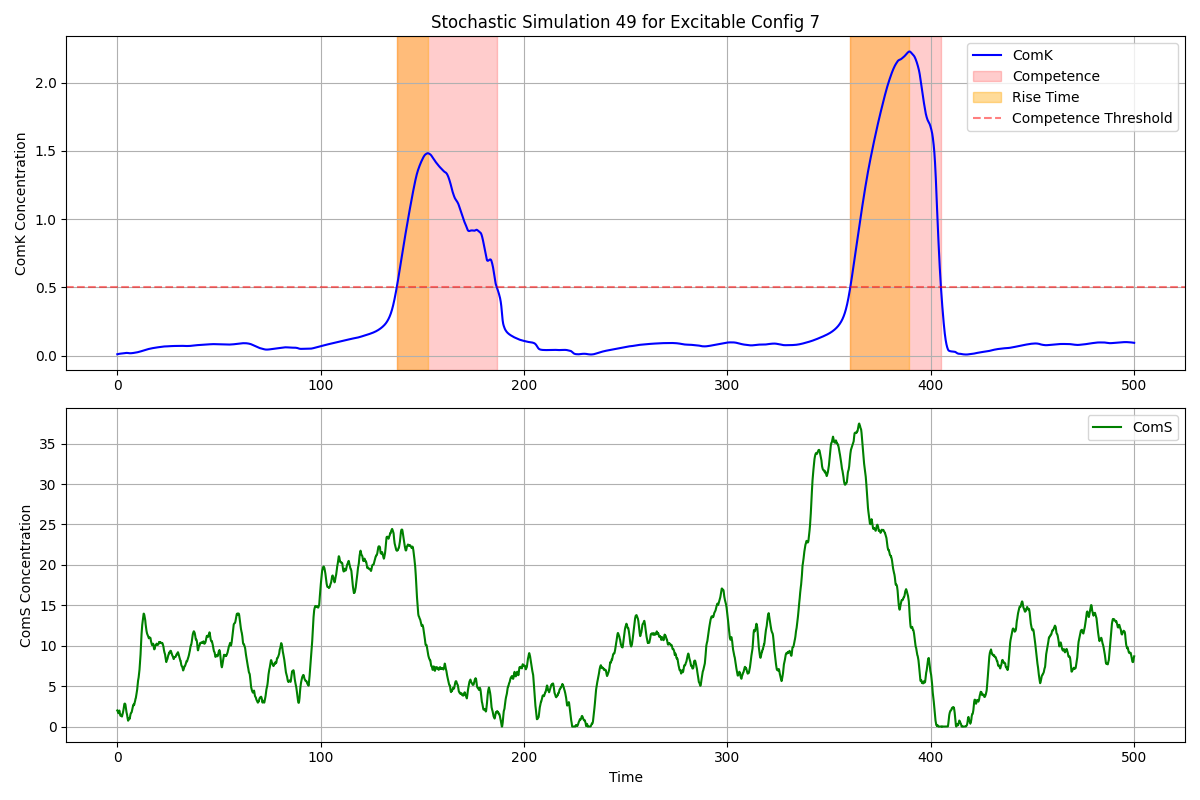 Stochastic Simulation 49 for Excitable Config 7
ComK Concentration
2.0
1.5
1.0
0.5
0.0
ComK
Competence
Rise Time
Competence Threshold
0
100
200
300
400
500
ComS Concentration
35
30
25
20
15
10
5
0
ComS
0
100
200
300
400
500
Time